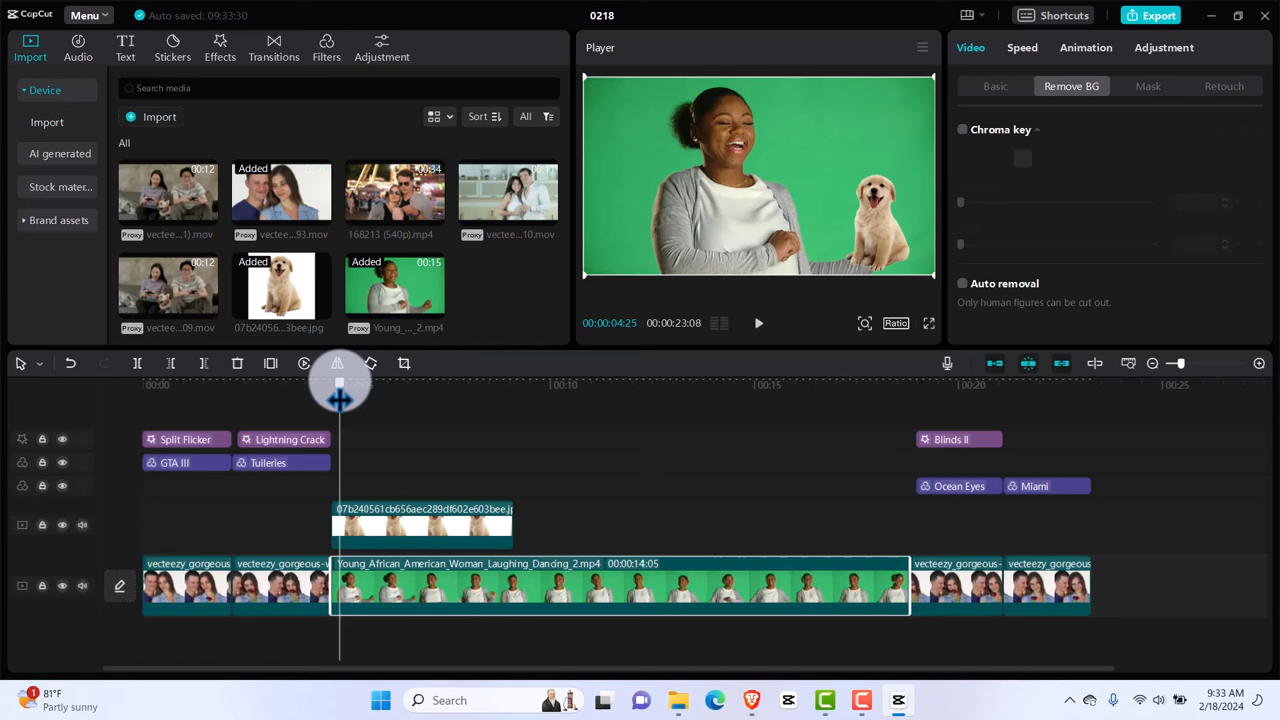 CapCut
Menu
Auto saved: 09:33:30
0218
Shortcuts
Export
Import
Audio
Text
Stickers
Effects
Transitions
Filters
Adjustment
Device
Import
AI generated
Stock mater...
Brand assets
Search media
Import
Sort
All
All
00:12
Added
00:34
Proxy vectee...1).mov
Proxy vectee...93.mov
168213 (540p).mp4
Proxy vectee...10.mov
00:12
Added
Added
00:15
Proxy vectee...09.mov
07b24056...3bee.jpg
Proxy Young_..._2.mp4
Player
00:00:04:25
00:00:23:08
Ratio
Video
Speed
Animation
Adjustment
Basic
Remove BG
Mask
Retouch
Chroma key
Auto removal
Only human figures can be cut out.
00:00
00:10
00:15
00:20
00:25
Split Flicker
Lightning Crack
Blinds II
GTA III
Tuileries
Ocean Eyes
Miami
07b240561cb656aec289df602e603bee.jp
vecteezy_gorgeous
vecteezy_gorgeous-
Young_African_American_Woman_Laughing_Dancing_2.mp4 00:00:14:05
vecteezy_gorgeous-
vecteezy_gorgeous
1
81°F
Partly sunny
Search
9:33 AM
2/18/2024